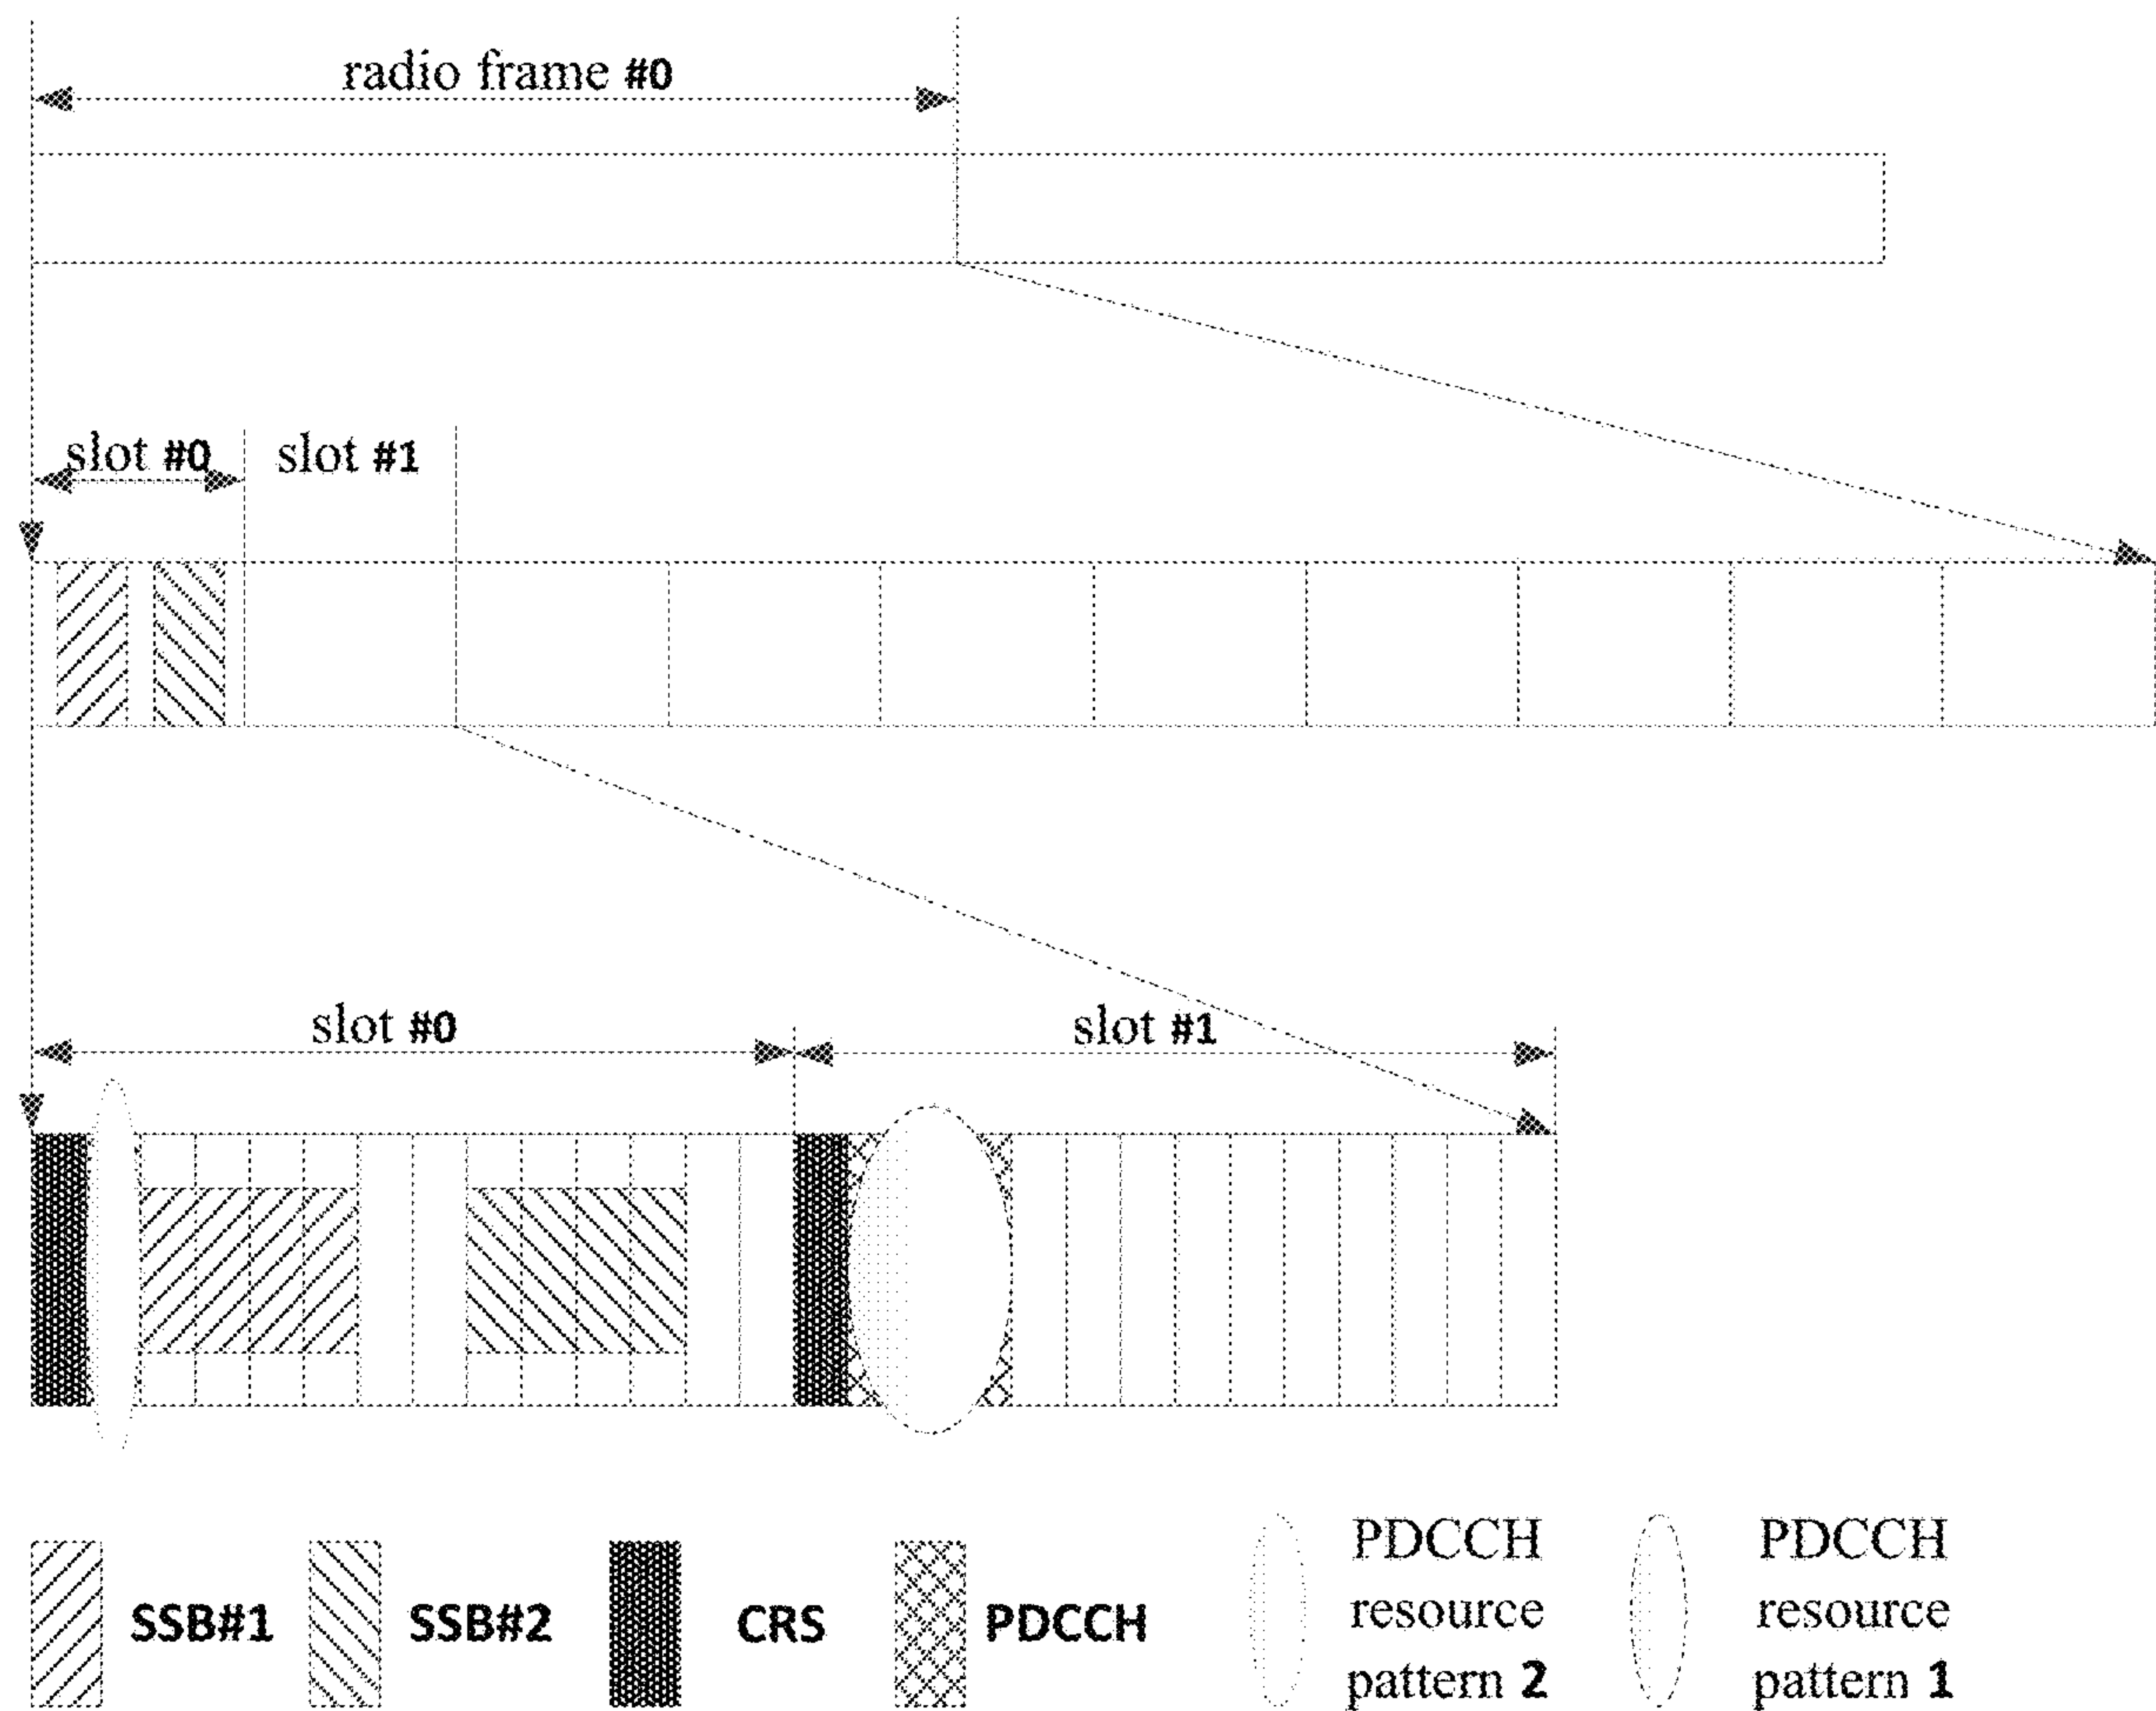 radio frame #0
slot #0
slot #1
slot #0
slot #1
SSB#1
SSB#2
CRS
PDCCH
PDCCH
resource
pattern 2
PDCCH
resource
pattern 1